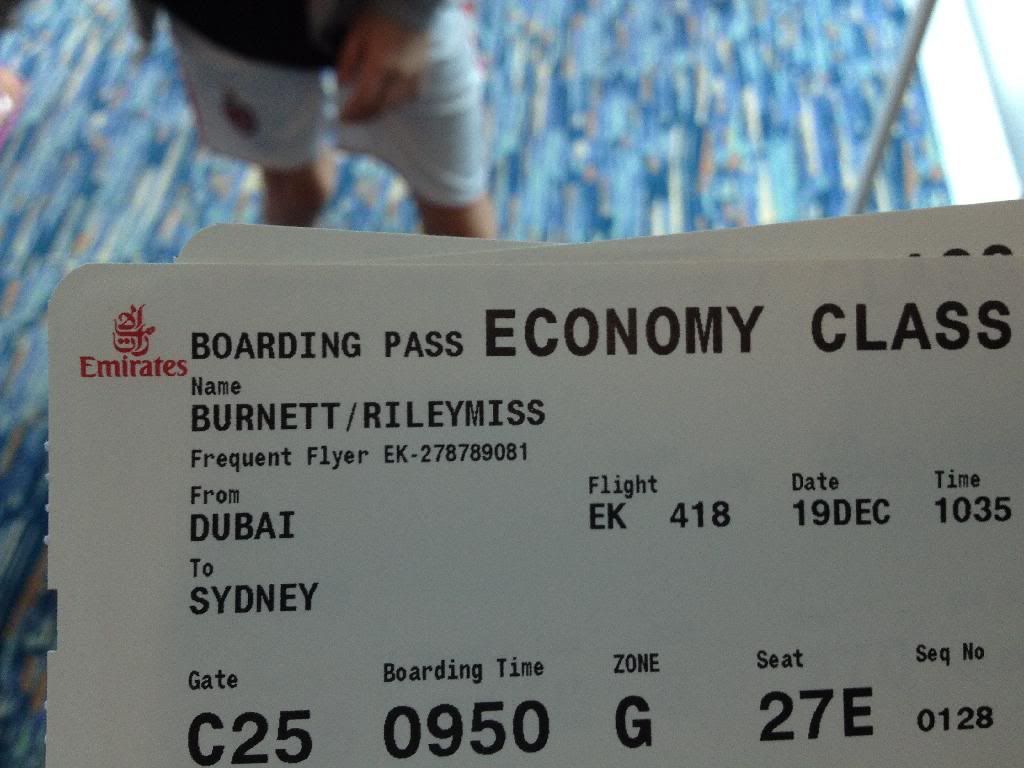 BOARDING PASS ECONOMY CLASS
Emirates
Name
BURNETT/RILEYMISS
Frequent Flyer EK-278789081
From Flight Date Time
DUBAI EK 418 19DEC 1035
To
SYDNEY
Gate Boarding Time ZONE Seat Seq No
C25 0950 G 27E 0128